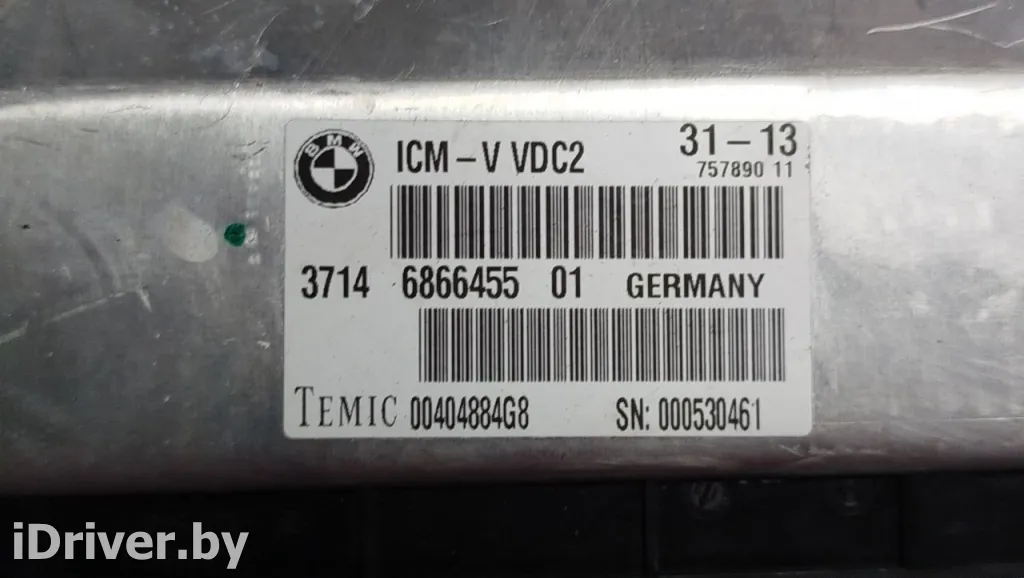 BMW
ICM – V VDC2
31 – 13
757890 11
3714 6866455 01 GERMANY
TEMIC 00404884G8 SN: 000530461
iDriver.by